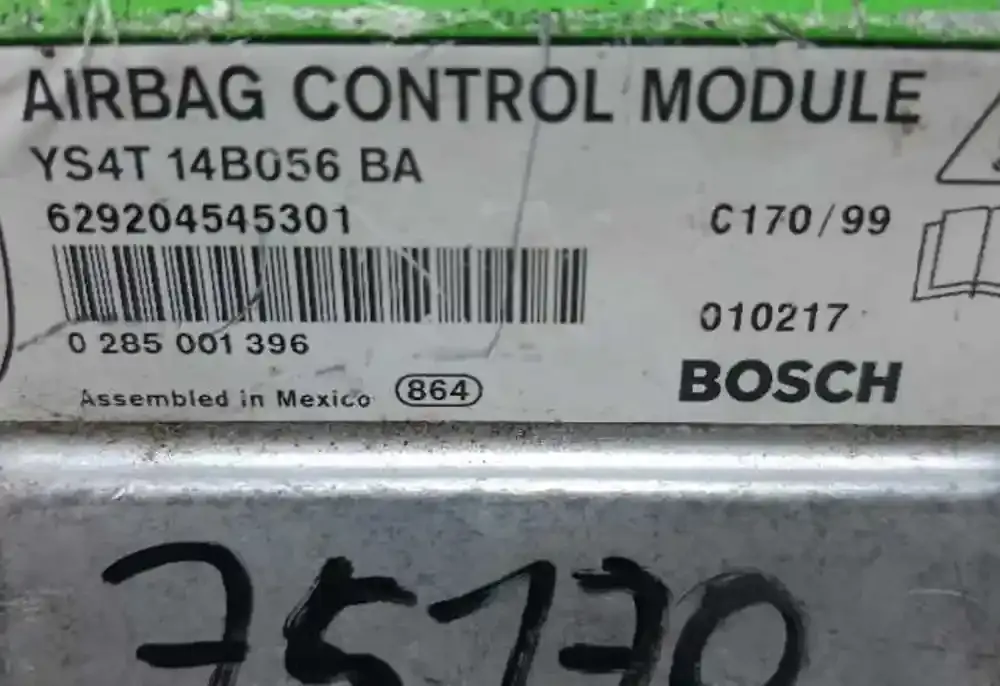 AIRBAG CONTROL MODULE
YS4T 14B056 BA
629204545301
C170/99
0 285 001 396
010217
Assembled in Mexico 864
BOSCH
75170